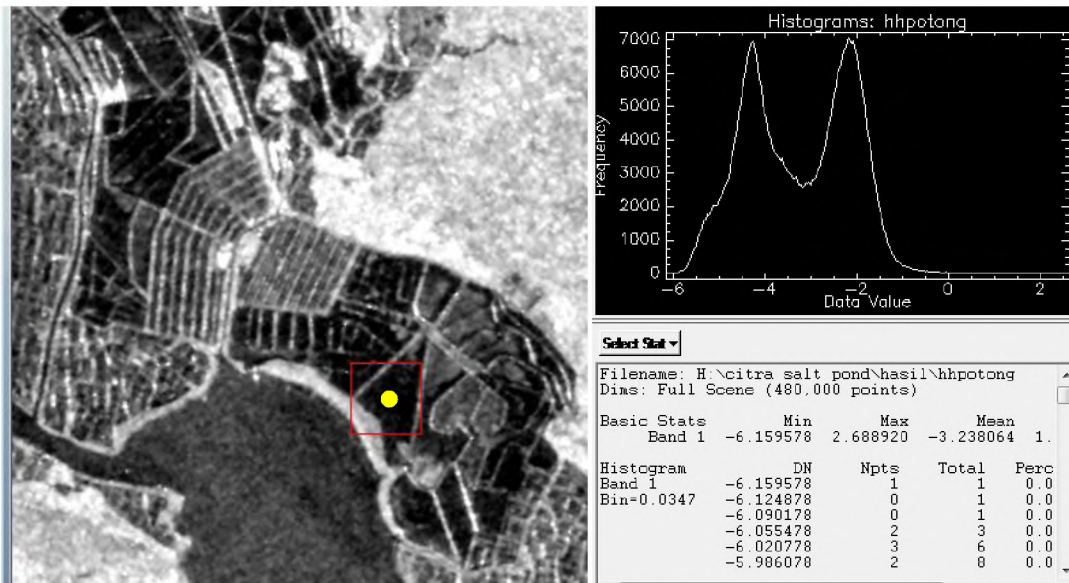 Histograms: hhpotong
7000
6000
5000
4000
3000
2000
1000
0
Frequency
-6 -4 -2 0 2
Data Value
Select Stat
Filename: H:\citra salt pond\hasil\hhpotong
Dims: Full Scene (480,000 points)
Basic Stats Min Max Mean
Band 1 -6.159578 2.688920 -3.238064 1.
Histogram DN Npts Total Perc
Band 1 -6.159578 1 1 0.0
Bin=0.0347 -6.124878 0 1 0.0
-6.090178 0 1 0.0
-6.055478 2 3 0.0
-6.020778 3 6 0.0
-5.986078 2 8 0.0